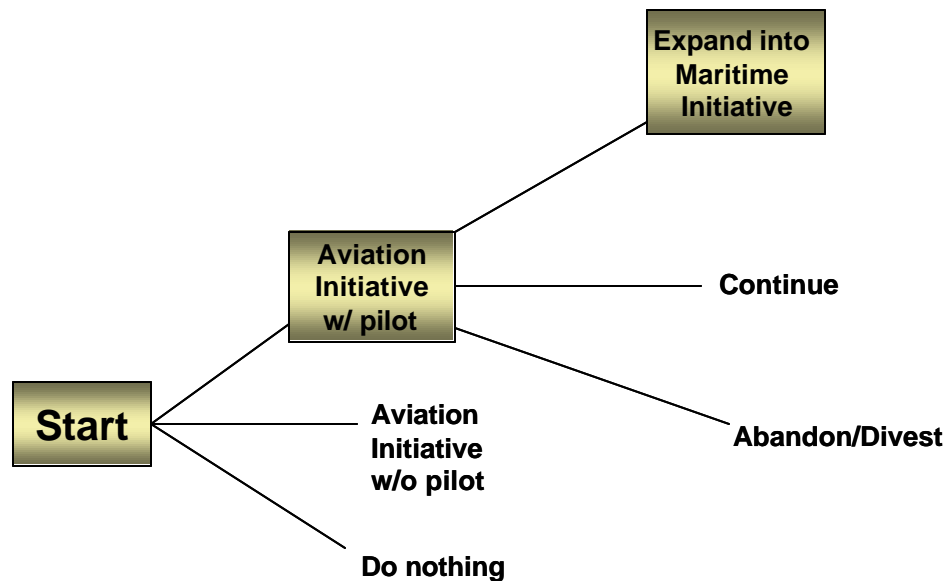 Expand into
Maritime
Initiative
Aviation
Initiative
w/ pilot
Continue
Start
Aviation
Initiative
w/o pilot
Abandon/Divest
Do nothing